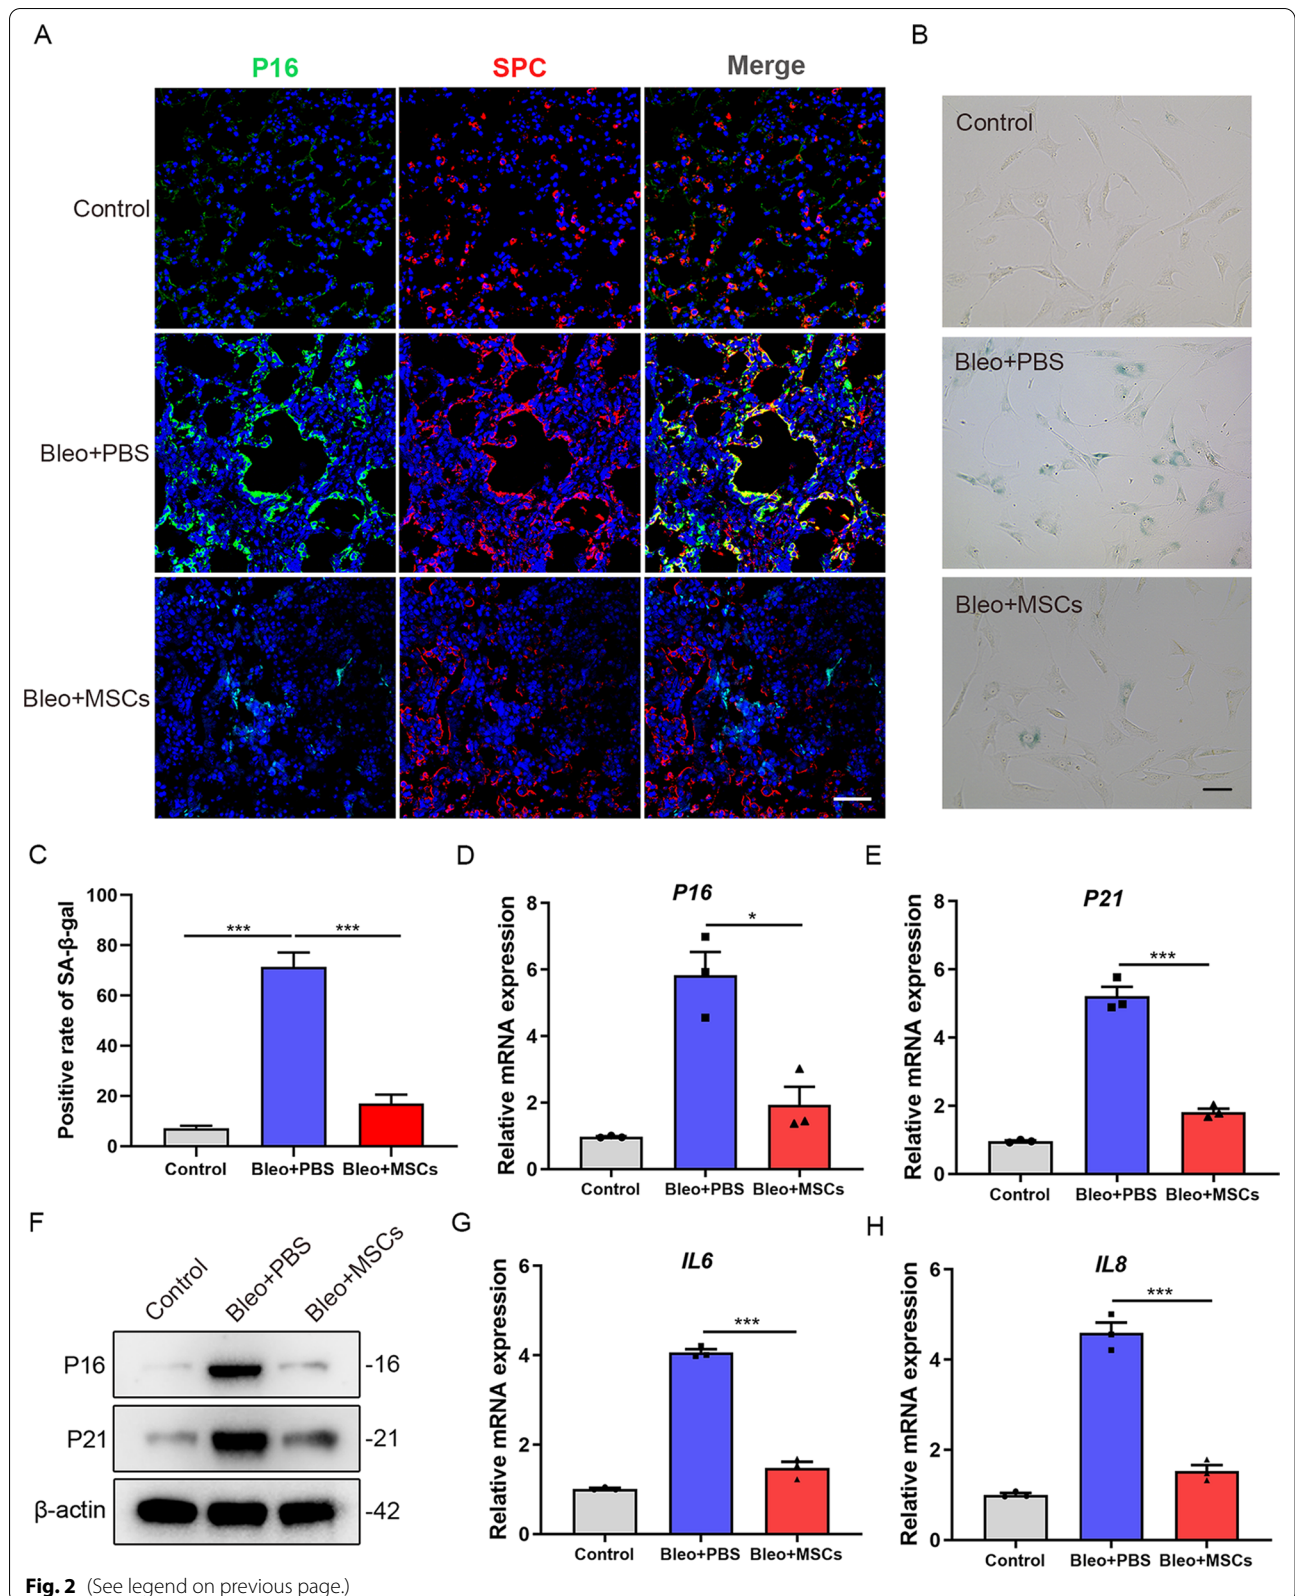 A
B
P16 SPC Merge
Control
Bleo+PBS
Bleo+MSCs
Control
Bleo+PBS
Bleo+MSCs
C
Positive rate of SA-β-gal
100
80
60
40
20
0
*** ***
Control Bleo+PBS Bleo+MSCs
D
P16
Relative mRNA expression
8
6
4
2
0
*
Control Bleo+PBS Bleo+MSCs
E
P21
Relative mRNA expression
8
6
4
2
0
***
Control Bleo+PBS Bleo+MSCs
F
Control Bleo+PBS Bleo+MSCs
P16 -16
P21 -21
β-actin -42
G
IL6
Relative mRNA expression
6
4
2
0
***
Control Bleo+PBS Bleo+MSCs
H
IL8
Relative mRNA expression
6
4
2
0
***
Control Bleo+PBS Bleo+MSCs
Fig. 2 (See legend on previous page.)